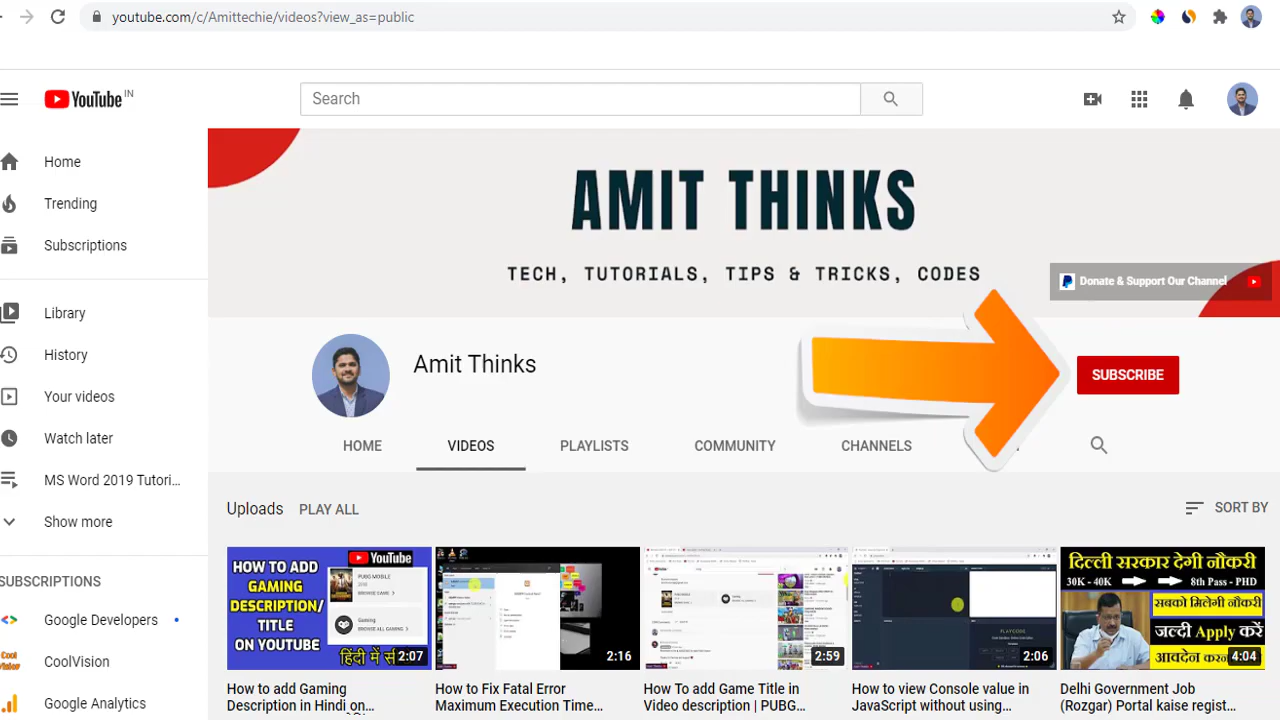 youtube.com/c/Amittechie/videos?view_as=public
YouTube IN
Search
Home
Trending
Subscriptions
Library
History
Your videos
Watch later
MS Word 2019 Tutori...
Show more
SUBSCRIPTIONS
Google Developers
CoolVision
Google Analytics
AMIT THINKS
TECH, TUTORIALS, TIPS & TRICKS, CODES
Donate & Support Our Channel
Amit Thinks
SUBSCRIBE
HOME
VIDEOS
PLAYLISTS
COMMUNITY
CHANNELS
Uploads
PLAY ALL
SORT BY
YouTube
HOW TO ADD
GAMING
DESCRIPTION/
TITLE
ON YOUTUBE
PUBG MOBILE
Gaming
हिंदी में
2:07
How to add Gaming
Description in Hindi on...
2:16
How to Fix Fatal Error
Maximum Execution Time...
2:59
How To add Game Title in
Video description | PUBG...
PLAYCODE
2:06
How to view Console value in
JavaScript without using...
दिल्ली सरकार देगी नौकरी
30K - 40K
8th Pass - PHD
सबको मिलेगी नौकरी
जल्दी Apply करें
4:04
Delhi Government Job
(Rozgar) Portal kaise regist...